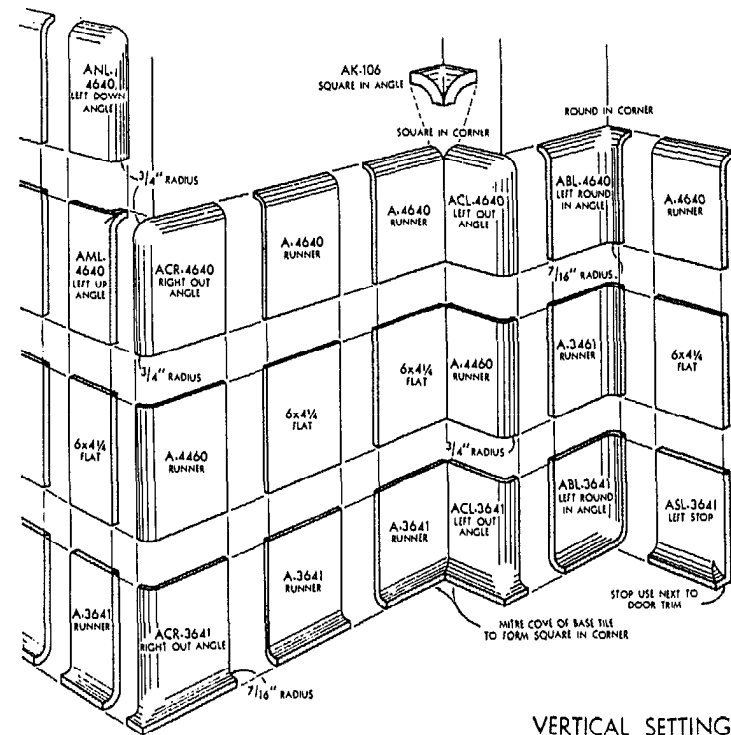 ANL-
4640
LEFT DOWN
ANGLE
AK-106
SQUARE IN ANGLE
ROUND IN CORNER
SQUARE IN CORNER
3/4" RADIUS
AML-
4640
LEFT UP
ANGLE
ACR-4640
RIGHT OUT
ANGLE
A-4640
RUNNER
A-4640
RUNNER
ACL-4640
LEFT OUT
ANGLE
ABL-4640
LEFT ROUND
IN ANGLE
A-4640
RUNNER
7/16" RADIUS
3/4" RADIUS
6x4¼
FLAT
A-4460
RUNNER
6x4¼
FLAT
6x4¼
FLAT
A-4460
RUNNER
A-3461
RUNNER
6x4¼
FLAT
3/4" RADIUS
A-3641
RUNNER
ACR-3641
RIGHT OUT ANGLE
A-3641
RUNNER
A-3641
RUNNER
ACL-3641
LEFT OUT
ANGLE
ABL-3641
LEFT ROUND
IN ANGLE
ASL-3641
LEFT STOP
STOP USE NEXT TO
DOOR TRIM
MITRE COVE OF BASE TILE
TO FORM SQUARE IN CORNER
7/16" RADIUS
VERTICAL SETTING